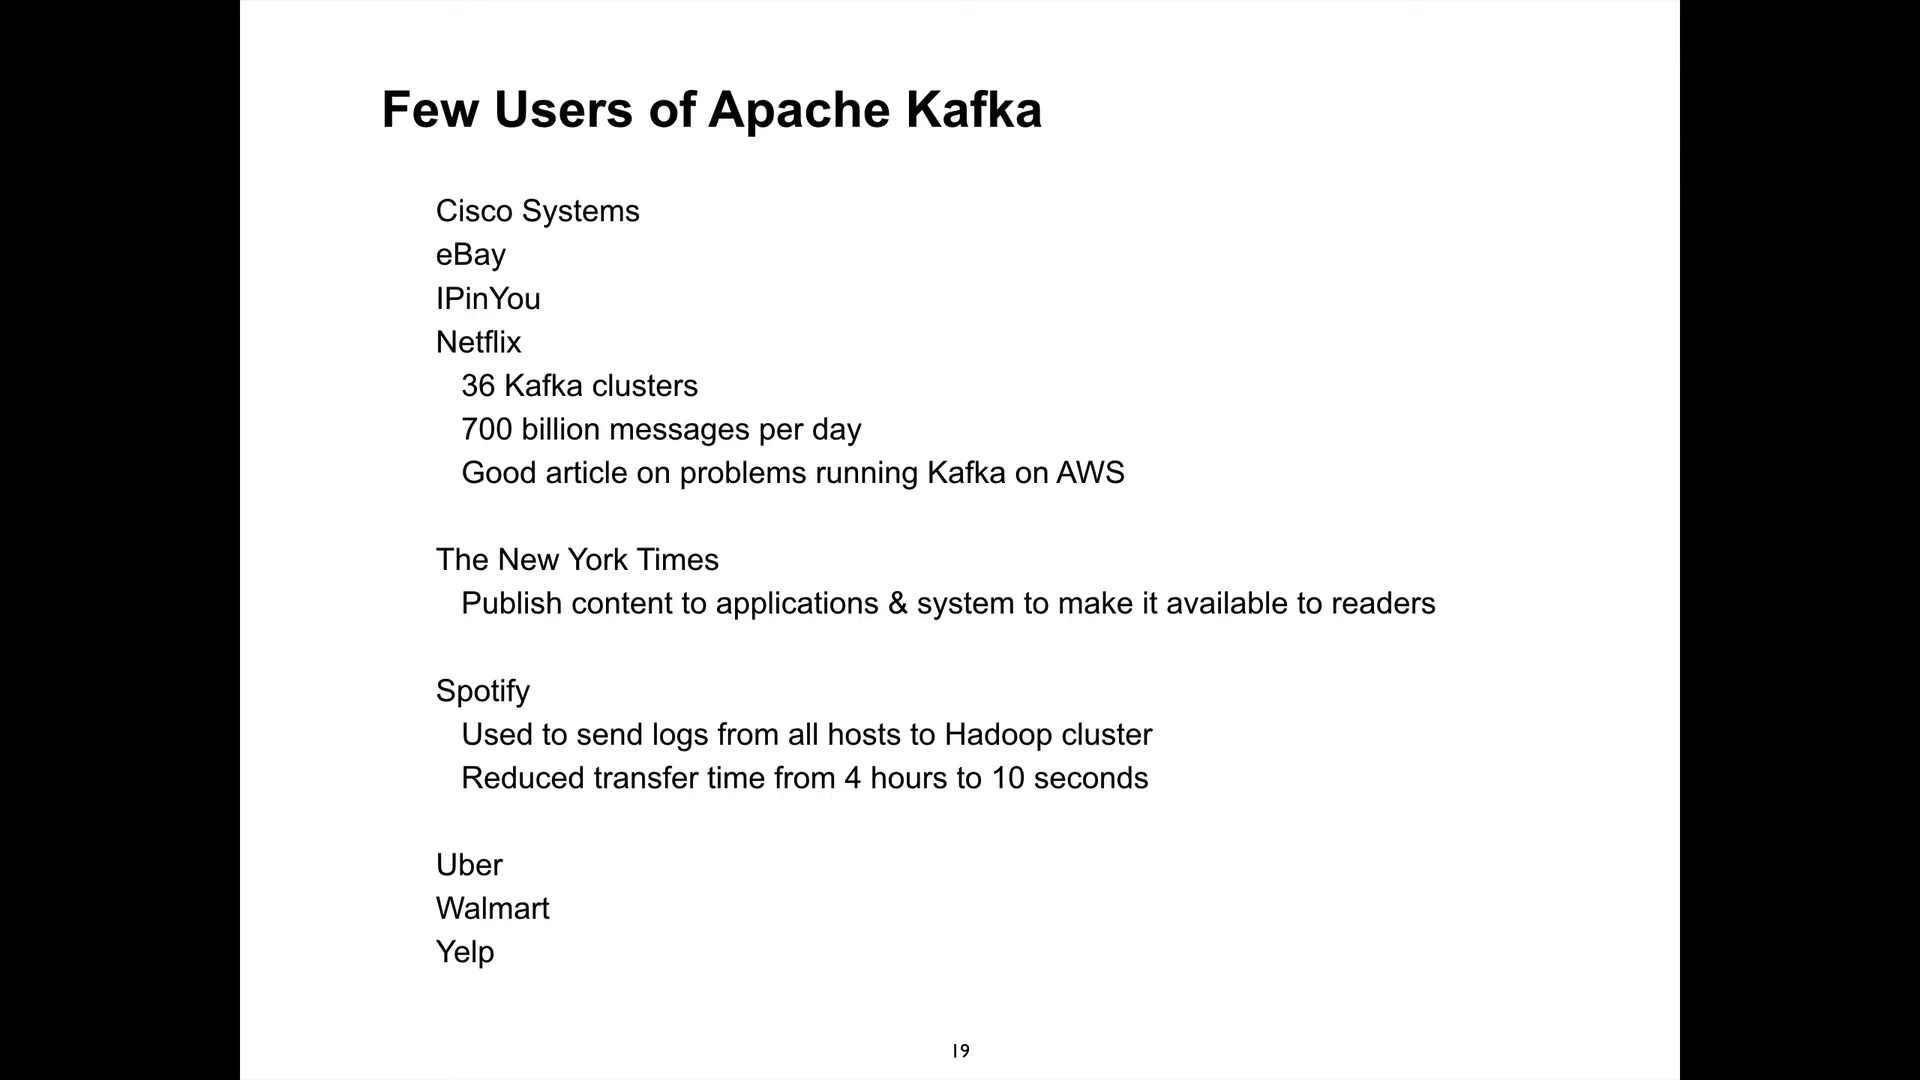 Few Users of Apache Kafka
Cisco Systems
eBay
IPinYou
Netflix
36 Kafka clusters
700 billion messages per day
Good article on problems running Kafka on AWS
The New York Times
Publish content to applications & system to make it available to readers
Spotify
Used to send logs from all hosts to Hadoop cluster
Reduced transfer time from 4 hours to 10 seconds
Uber
Walmart
Yelp
19